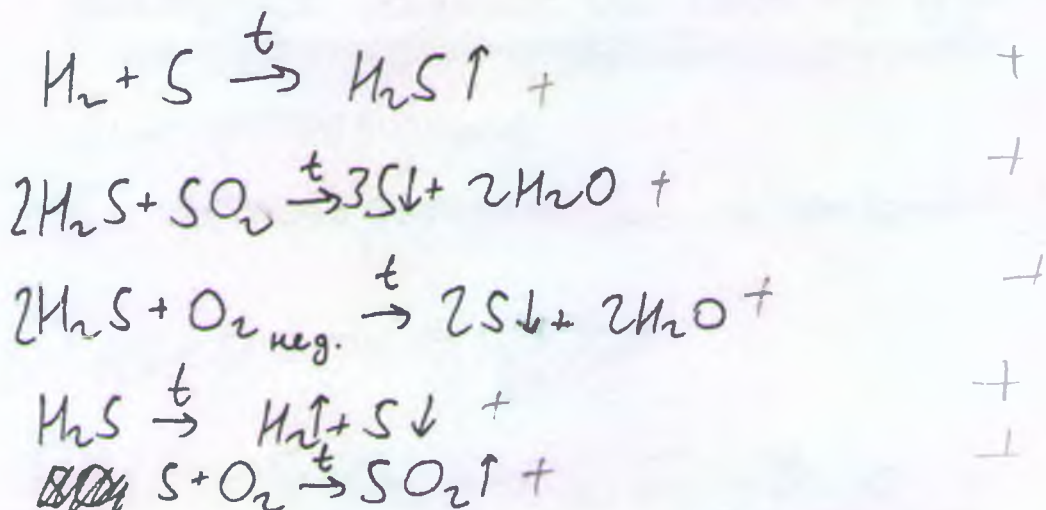 H₂ + S →t H₂S↑ + +
2H₂S + SO₂ →t 3S↓ + 2H₂O + +
2H₂S + O₂ нед. →t 2S↓ + 2H₂O + +
H₂S →t H₂↑ + S↓ + +
S + O₂ →t SO₂↑ + +